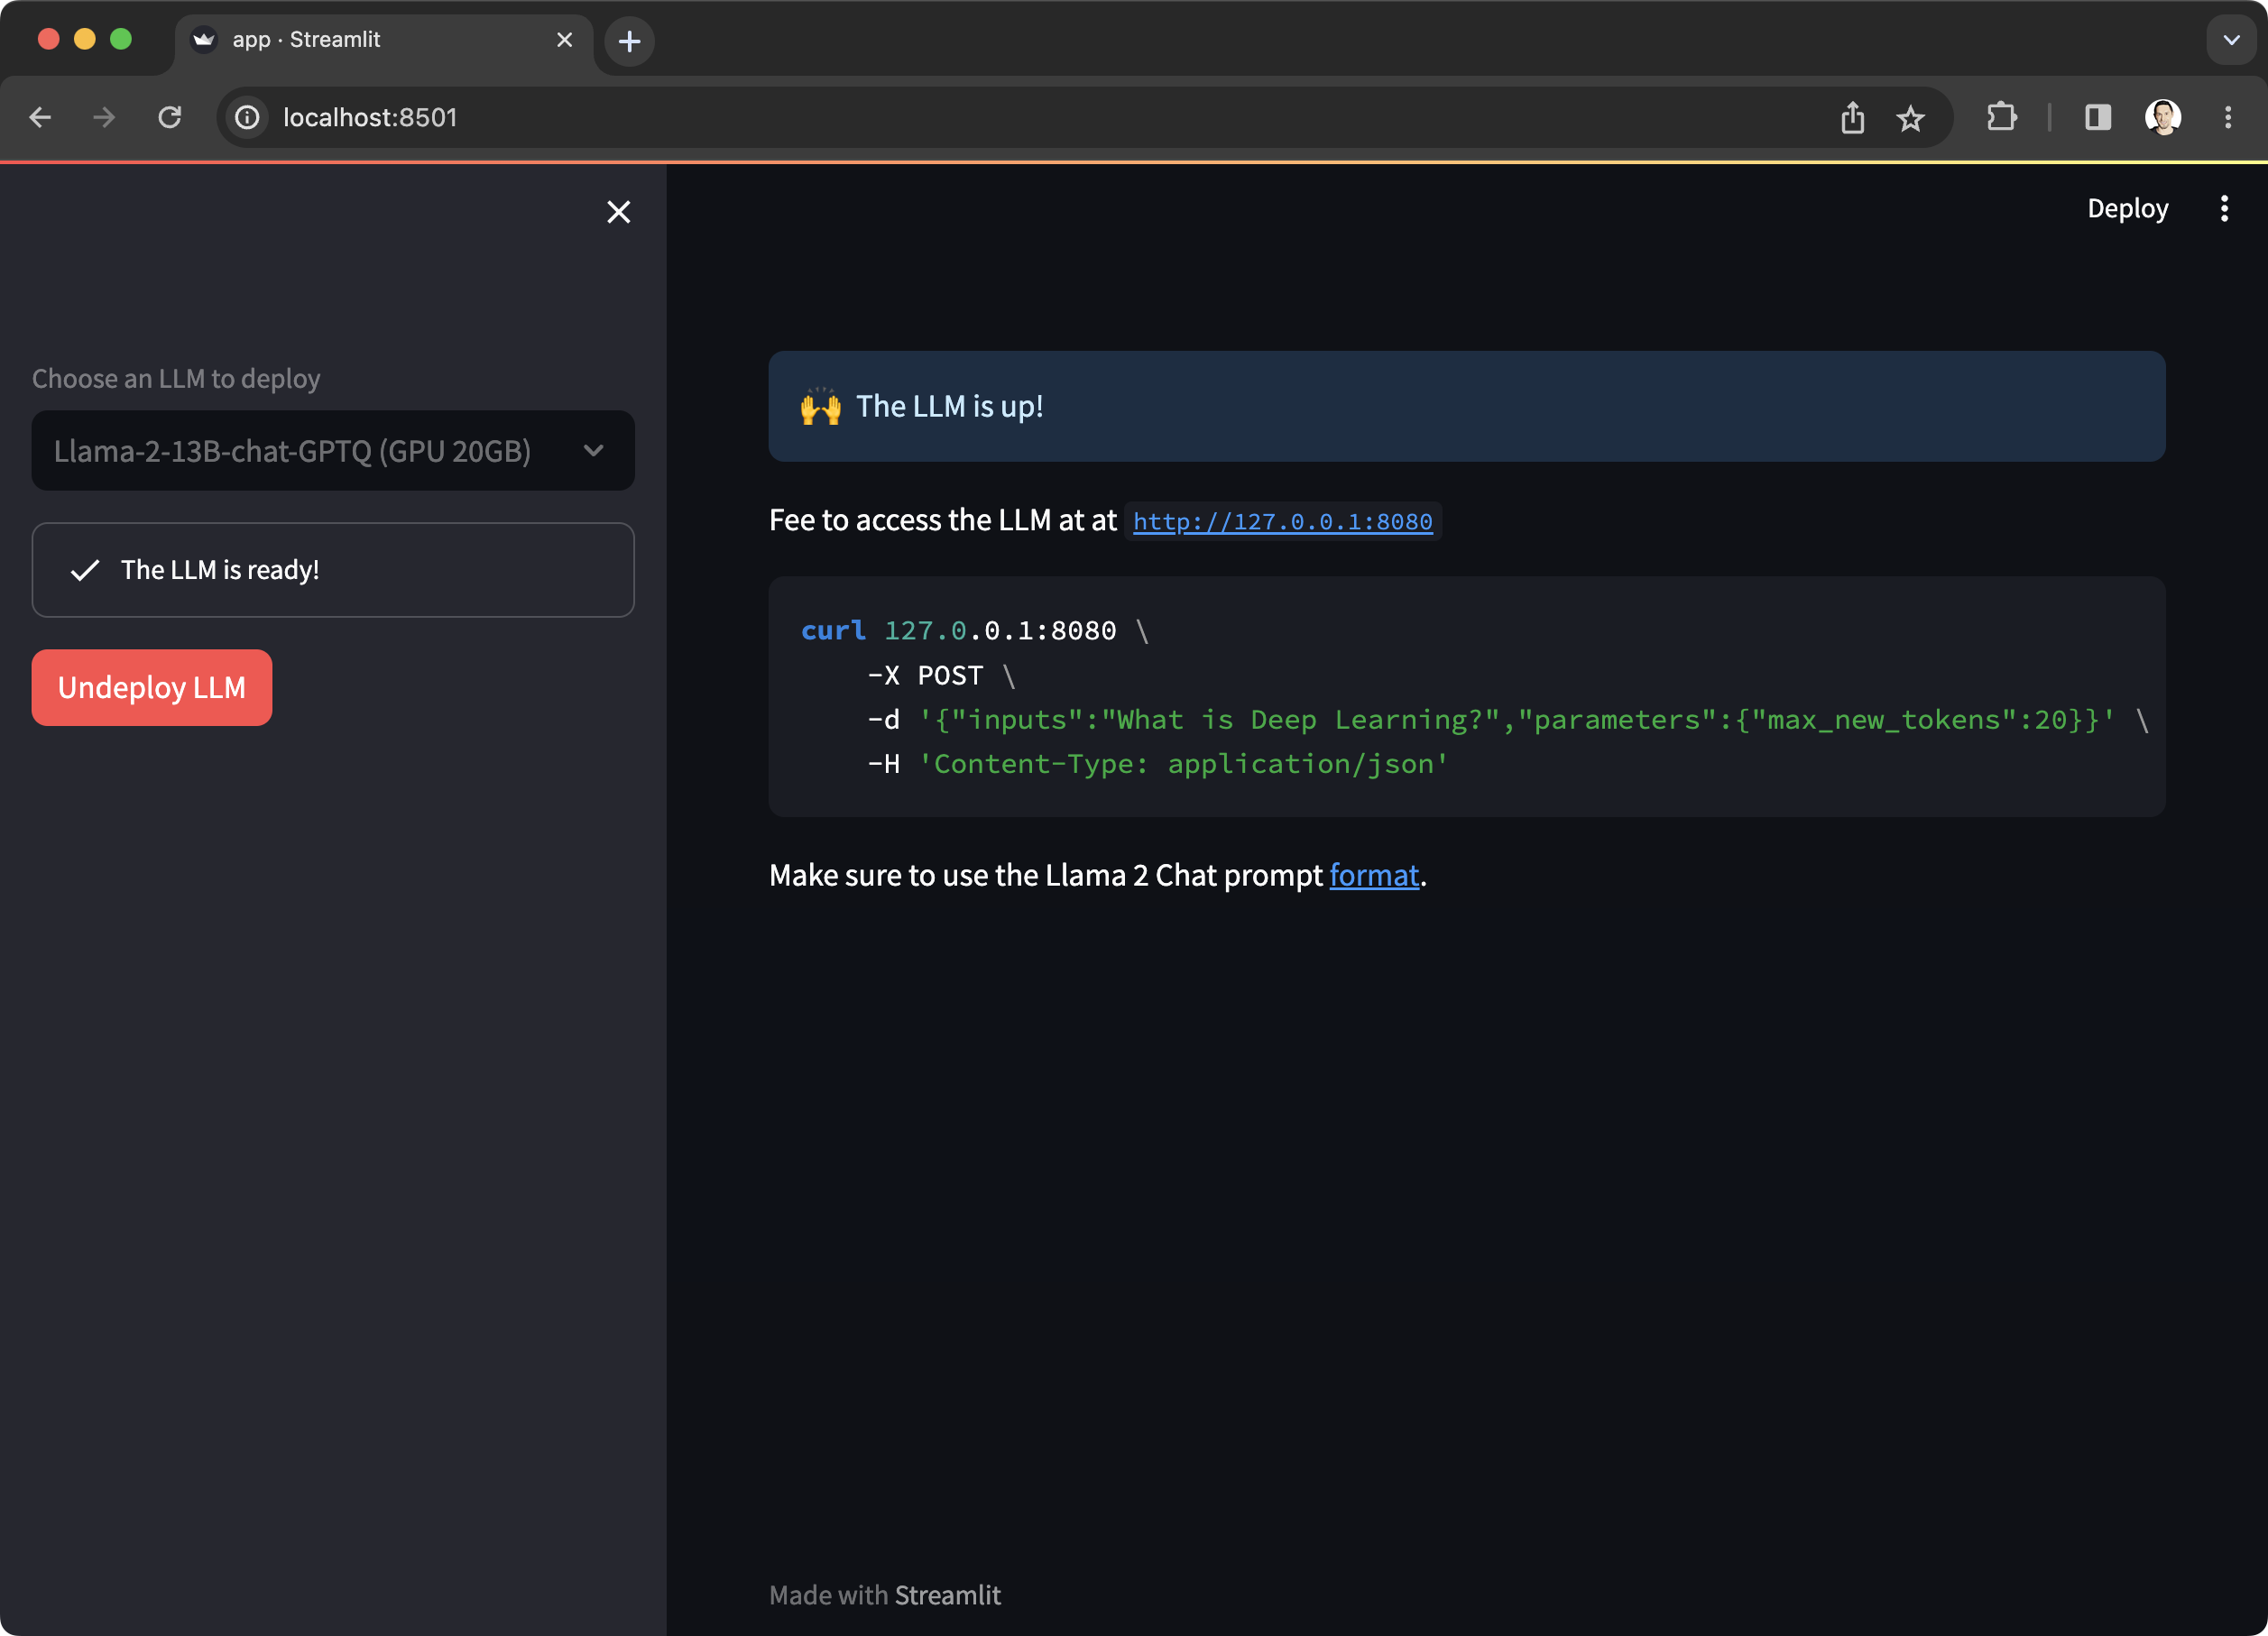 app · Streamlit
localhost:8501
Deploy
Choose an LLM to deploy
Llama-2-13B-chat-GPTQ (GPU 20GB)
The LLM is ready!
Undeploy LLM
🙌 The LLM is up!
Fee to access the LLM at at http://127.0.0.1:8080
curl 127.0.0.1:8080 \
-X POST \
-d '{"inputs":"What is Deep Learning?","parameters":{"max_new_tokens":20}}' \
-H 'Content-Type: application/json'
Make sure to use the Llama 2 Chat prompt format.
Made with Streamlit